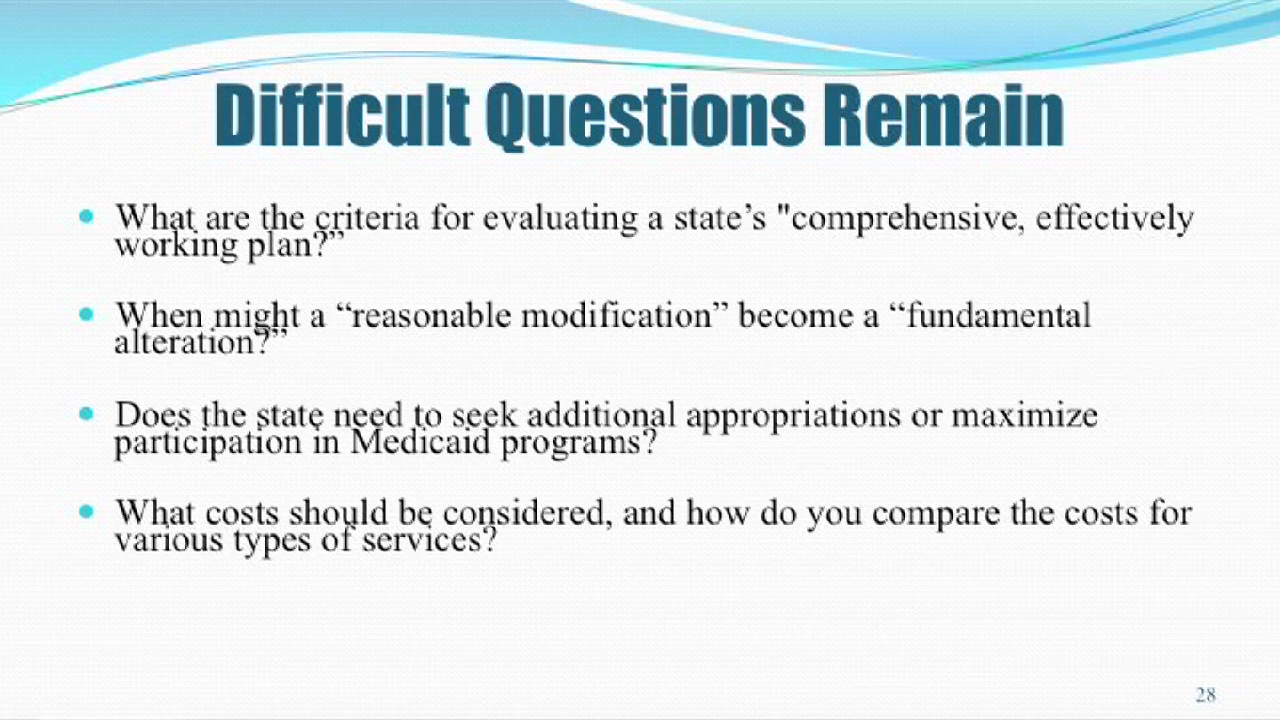 Difficult Questions Remain
• What are the criteria for evaluating a state’s "comprehensive, effectively
working plan?”
• When might a “reasonable modification” become a “fundamental
alteration?”
• Does the state need to seek additional appropriations or maximize
participation in Medicaid programs?
• What costs should be considered, and how do you compare the costs for
various types of services?
28